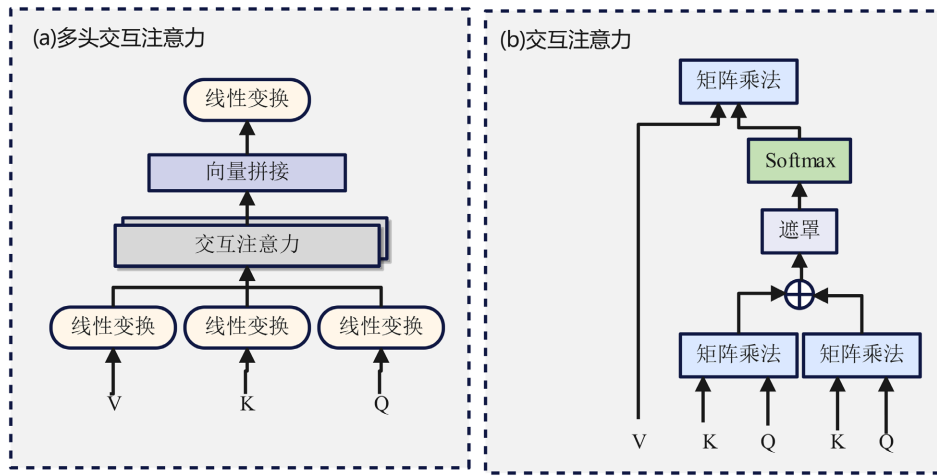 (a)多头交互注意力
线性变换
向量拼接
交互注意力
线性变换 线性变换 线性变换
V K Q
(b)交互注意力
矩阵乘法
Softmax
遮罩
矩阵乘法 矩阵乘法
V K Q K Q